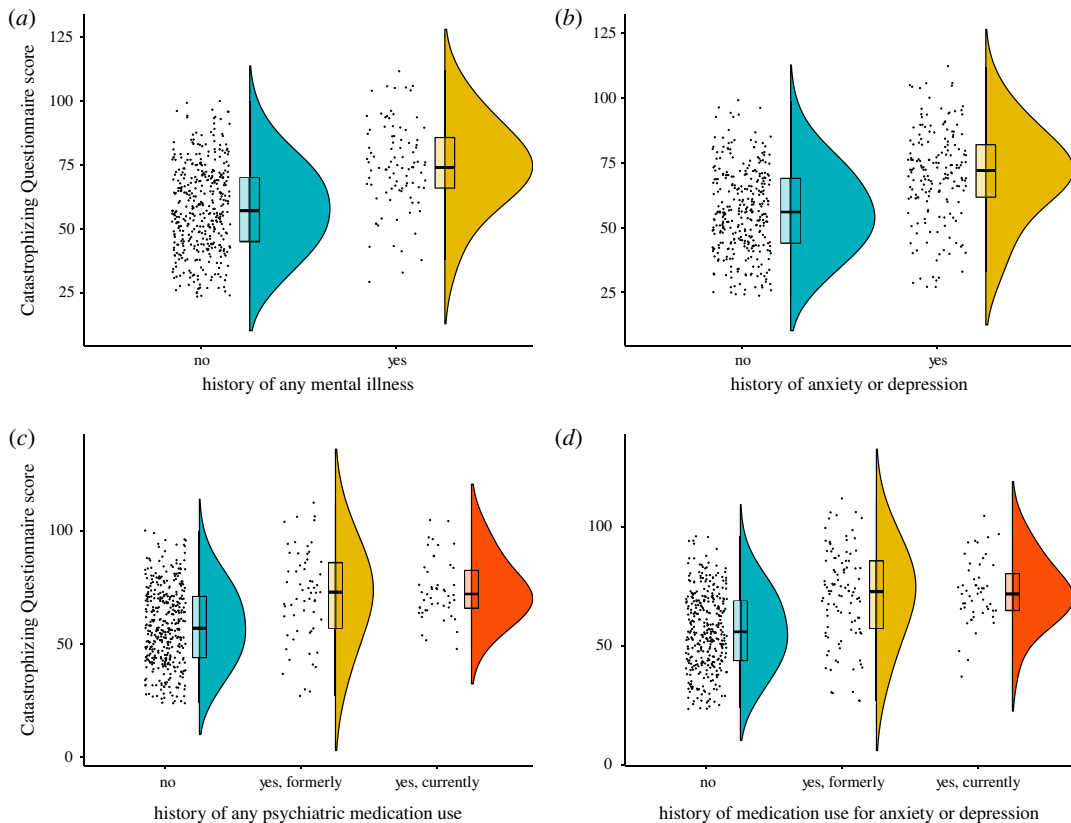 (a)
Catastrophizing Questionnaire score
125
100
75
50
25
no
yes
history of any mental illness
(b)
125
100
75
50
25
no
yes
history of anxiety or depression
(c)
Catastrophizing Questionnaire score
100
50
0
no
yes, formerly
yes, currently
history of any psychiatric medication use
(d)
100
50
0
no
yes, formerly
yes, currently
history of medication use for anxiety or depression